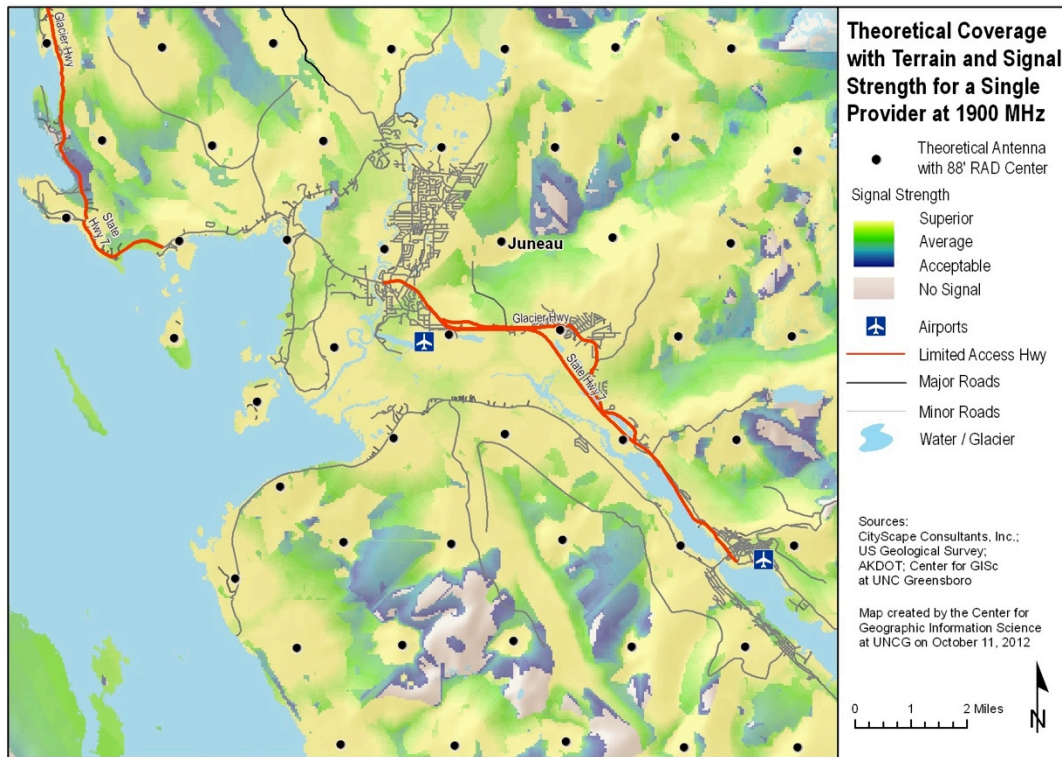 Glacier Hwy
State
Hwy 7
Juneau
Glacier Hwy
State Hwy 7
Theoretical Coverage
with Terrain and Signal
Strength for a Single
Provider at 1900 MHz
Theoretical Antenna
with 88' RAD Center
Signal Strength
Superior
Average
Acceptable
No Signal
Airports
Limited Access Hwy
Major Roads
Minor Roads
Water / Glacier
Sources:
CityScape Consultants, Inc.;
US Geological Survey;
AKDOT; Center for GISc
at UNC Greensboro
Map created by the Center for
Geographic Information Science
at UNCG on October 11, 2012
0 1 2 Miles
N